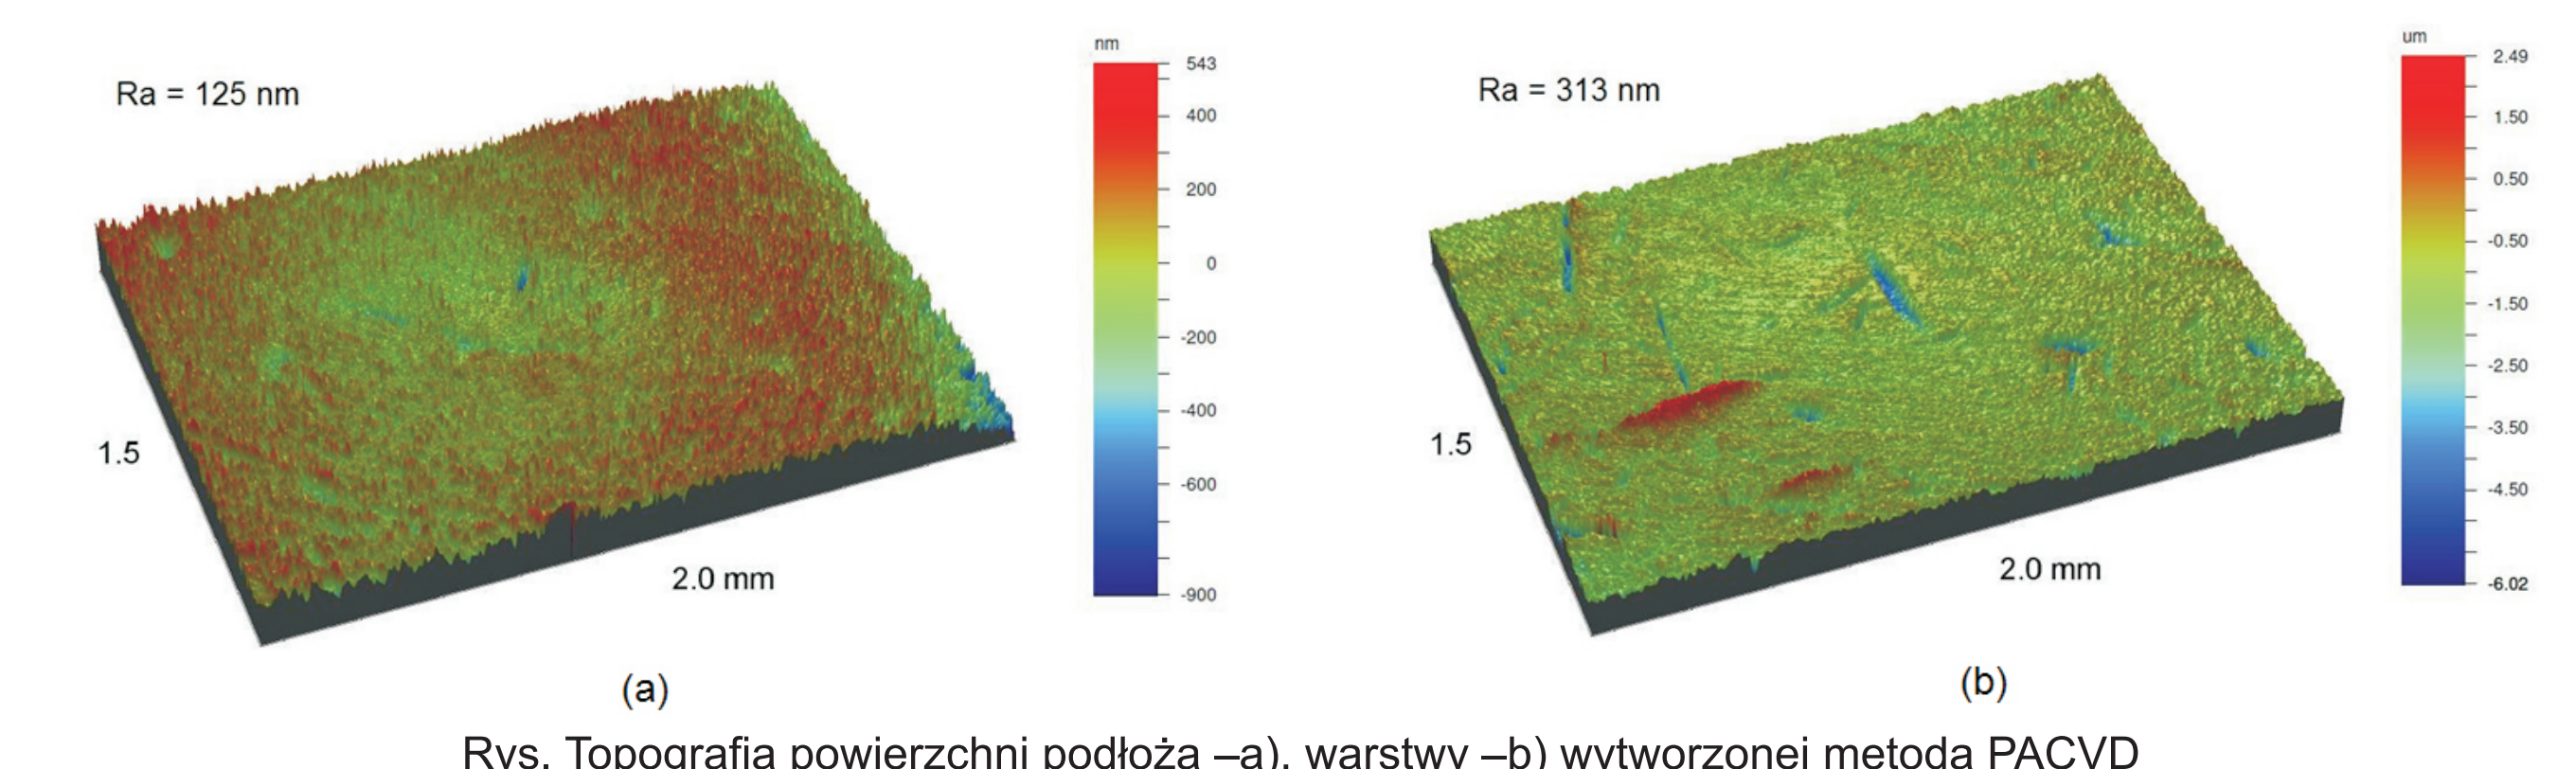 Ra = 125 nm
nm
543
400
200
0
-200
-400
-600
-900
1.5
2.0 mm
(a)
Ra = 313 nm
um
2.49
1.50
0.50
-0.50
-1.50
-2.50
-3.50
-4.50
-6.02
1.5
2.0 mm
(b)
Rys. Topografia powierzchni podłoża –a), warstwy –b) wytworzonej metodą PACVD